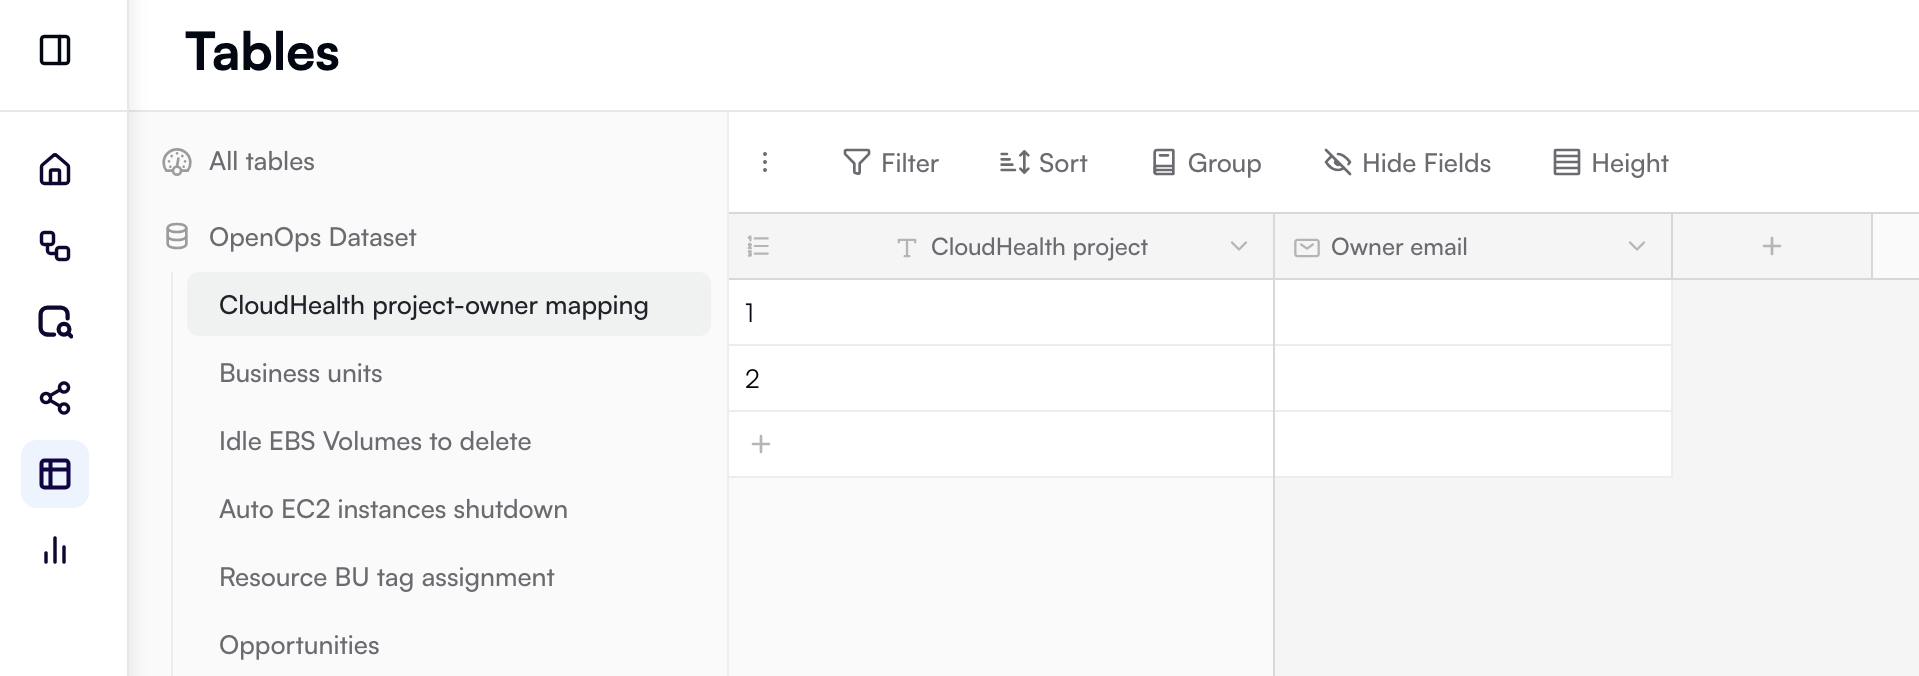 Tables
All tables
OpenOps Dataset
CloudHealth project-owner mapping
Business units
Idle EBS Volumes to delete
Auto EC2 instances shutdown
Resource BU tag assignment
Opportunities
Filter
Sort
Group
Hide Fields
Height
CloudHealth project
Owner email
1
2